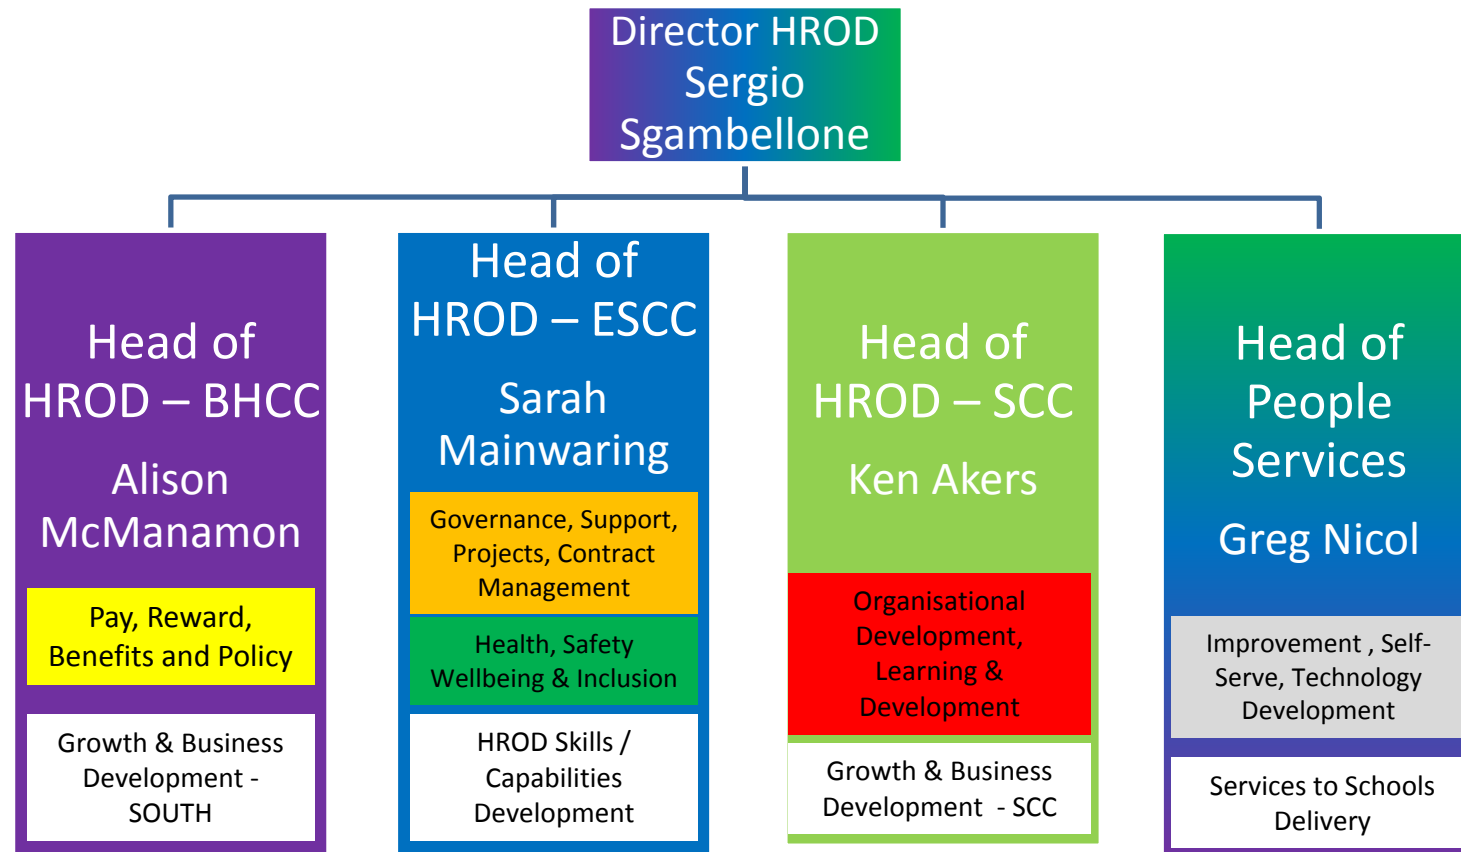 Director HROD
Sergio
Sgambellone
Head of
HROD – BHCC
Alison
McManamon
Pay, Reward,
Benefits and Policy
Growth & Business
Development -
SOUTH
Head of
HROD – ESCC
Sarah
Mainwaring
Governance, Support,
Projects, Contract
Management
Health, Safety
Wellbeing & Inclusion
HROD Skills /
Capabilities
Development
Head of
HROD – SCC
Ken Akers
Organisational
Development,
Learning &
Development
Growth & Business
Development - SCC
Head of
People
Services
Greg Nicol
Improvement , Self-
Serve, Technology
Development
Services to Schools
Delivery